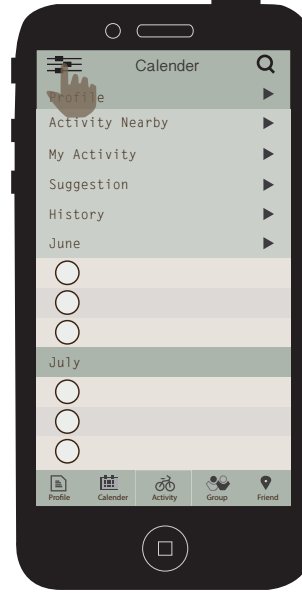 Calender
Profile
Activity Nearby
My Activity
Suggestion
History
June
July
Profile Calender Activity Group Friend